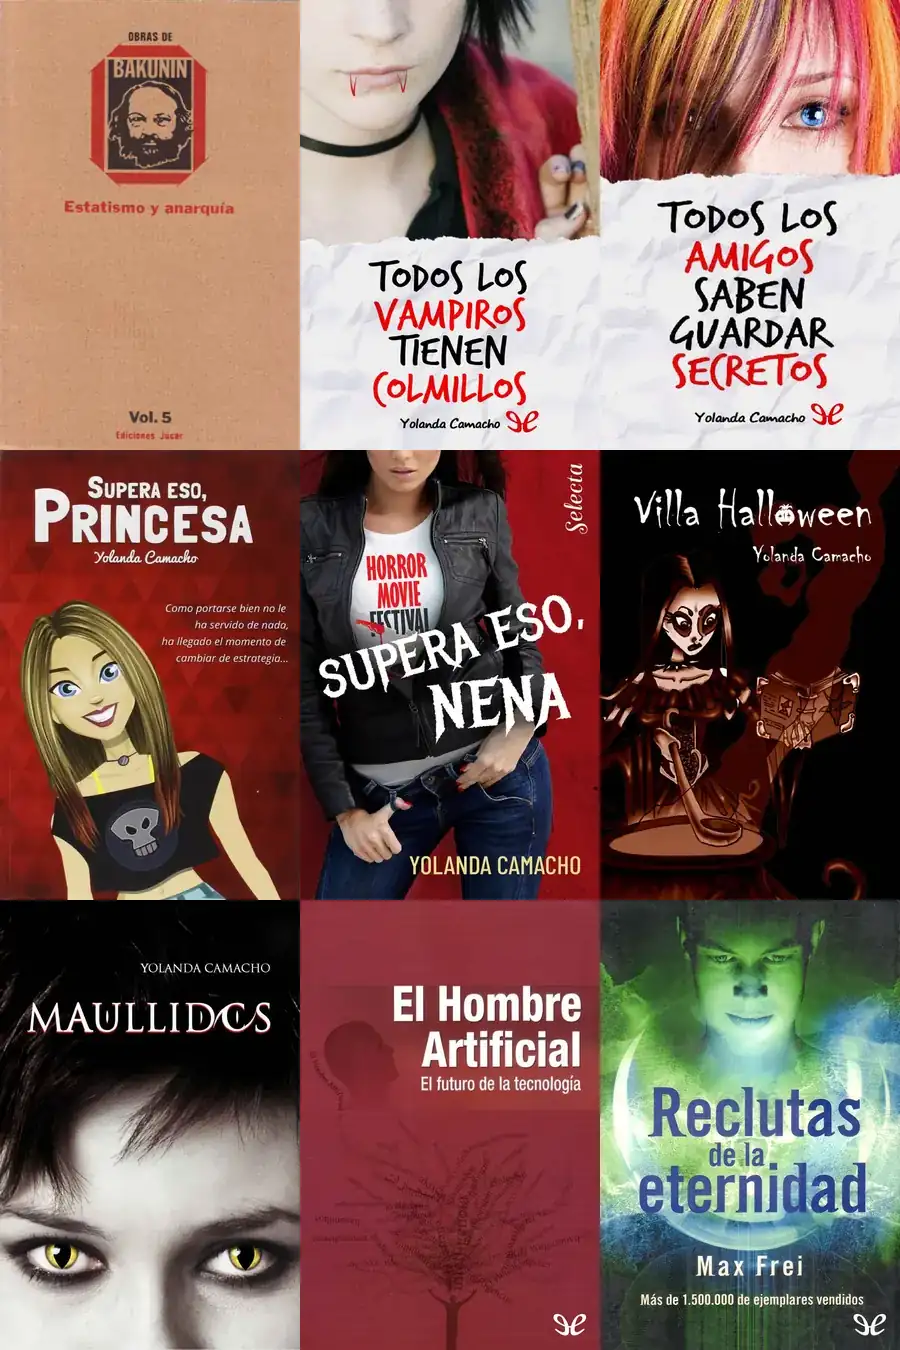 OBRAS DE
BAKUNIN
Estatismo y anarquía
Vol. 5
Ediciones Jucar
TODOS LOS
VAMPIROS
TIENEN
COLMILLOS
Yolanda Camacho
TODOS LOS
AMIGOS
SABEN
GUARDAR
SECRETOS
Yolanda Camacho
SUPERA ESO,
PRINCESA
Yolanda Camacho
Como portarse bien no le
ha servido de nada,
ha llegado el momento de
cambiar de estrategia...
Selecta
HORROR
MOVIE
FESTIVAL
SUPERA ESO,
NENA
YOLANDA CAMACHO
Villa Halloween
Yolanda Camacho
YOLANDA CAMACHO
MAULLIDOS
El Hombre
Artificial
El futuro de la tecnología
Reclutas
de la
eternidad
Max Frei
Más de 1.500.000 de ejemplares vendidos